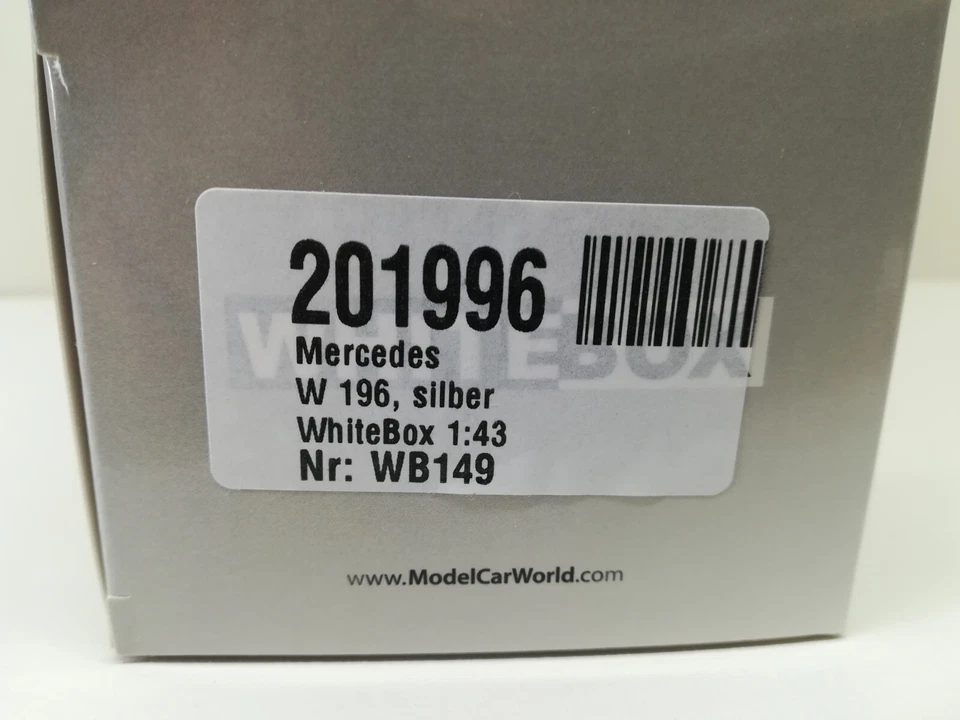 201996
WHITEBOX
Mercedes
W 196, silber
WhiteBox 1:43
Nr: WB149
www.ModelCarWorld.com